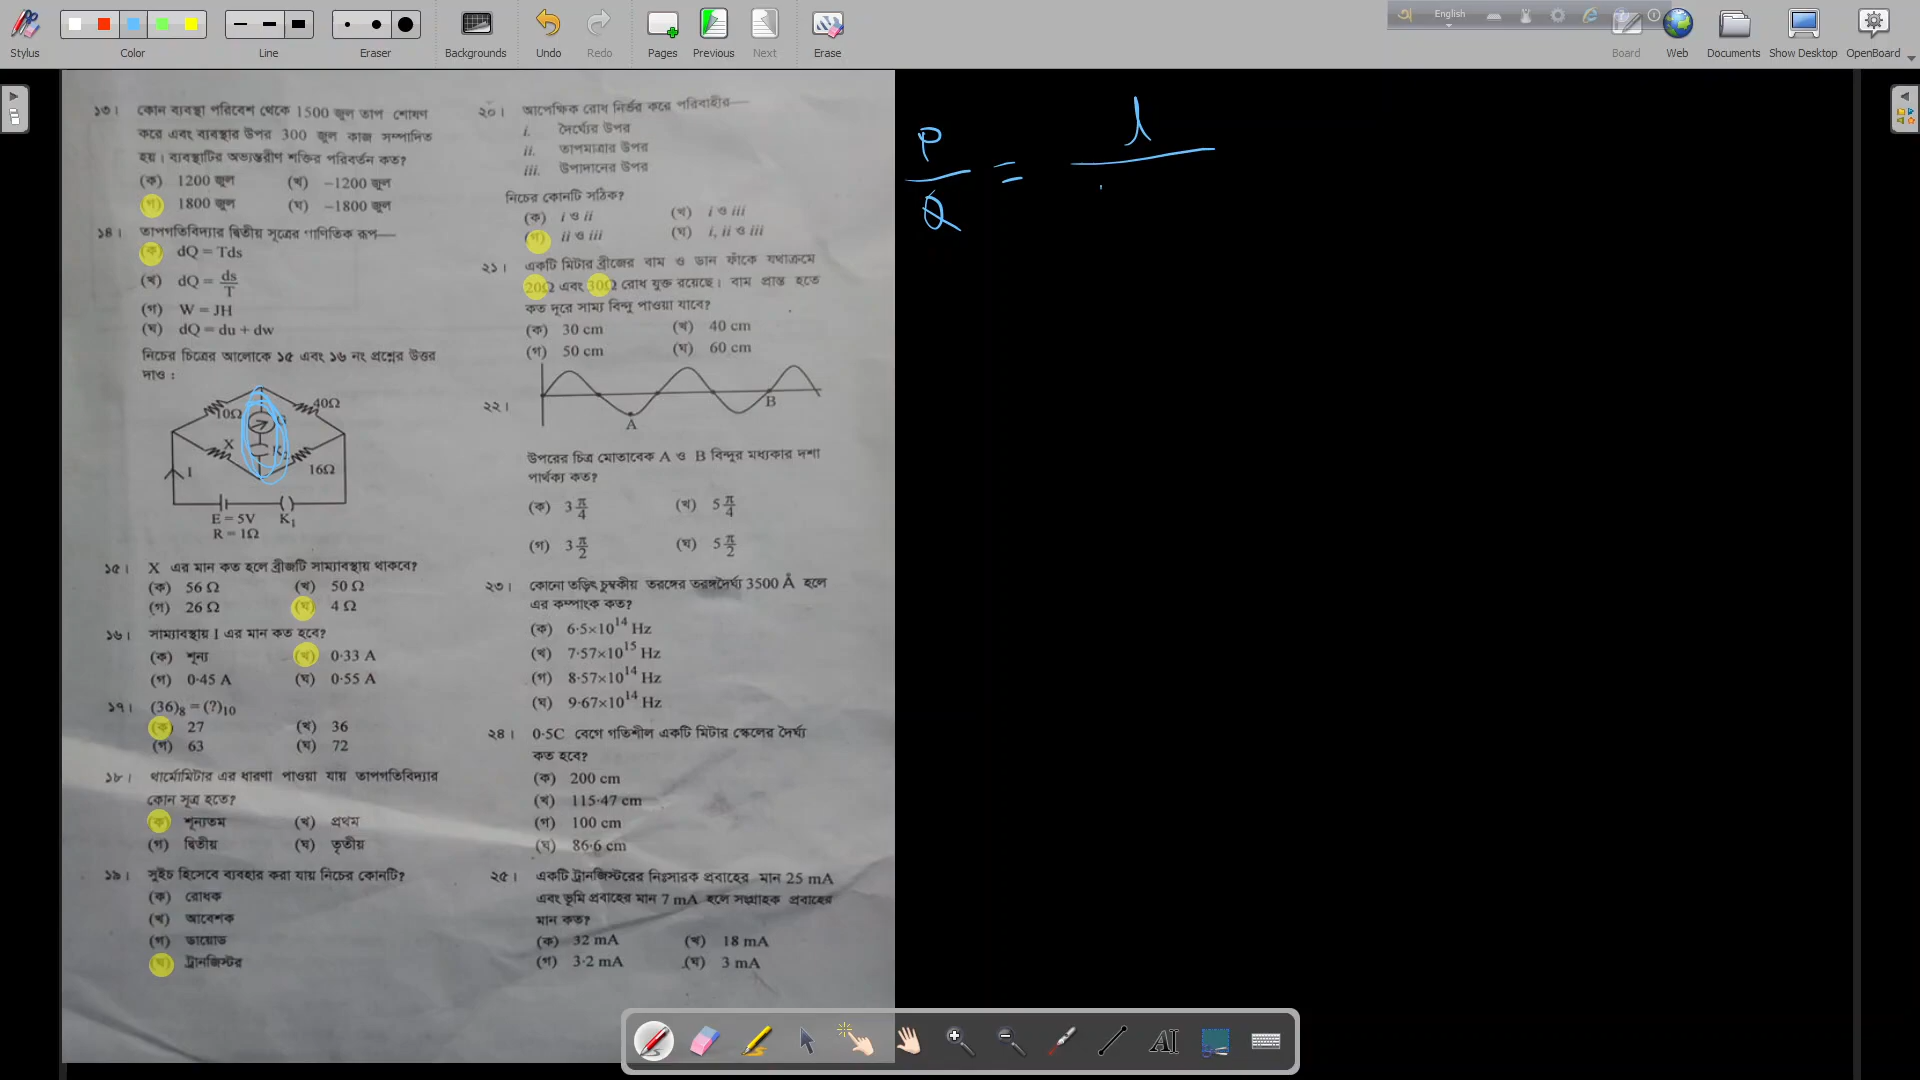 English
Stylus
Color
Line
Eraser
Backgrounds
Undo
Redo
Pages
Previous
Next
Erase
Board
Web
Documents
Show Desktop
OpenBoard
১৩। কোন ব্যবস্থা পরিবেশ থেকে 1500 জুল তাপ শোষণ
করে এবং ব্যবস্থার উপর 300 জুল কাজ সম্পাদিত
হয়। ব্যবস্থাটির অভ্যন্তরীণ শক্তির পরিবর্তন কত?
(ক) 1200 জুল (খ) −1200 জুল
(গ) 1800 জুল (ঘ) −1800 জুল
১৪। তাপগতিবিদ্যার দ্বিতীয় সূত্রের গাণিতিক রূপ—
(ক) dQ = Tds
(খ) dQ = ds/T
(গ) W = JH
(ঘ) dQ = du + dw
নিচের চিত্রের আলোকে ১৫ এবং ১৬ নং প্রশ্নের উত্তর
দাও :
10Ω 40Ω
G
X K
16Ω
I
E = 5V K₁
R = 1Ω
১৫। X এর মান কত হলে ব্রীজটি সাম্যাবস্থায় থাকবে?
(ক) 56 Ω (খ) 50 Ω
(গ) 26 Ω (ঘ) 4 Ω
১৬। সাম্যাবস্থায় I এর মান কত হবে?
(ক) শূন্য (খ) 0·33 A
(গ) 0·45 A (ঘ) 0·55 A
১৭। (36)₈ = (?)₁₀
(ক) 27 (খ) 36
(গ) 63 (ঘ) 72
১৮। থার্মোমিটার এর ধারণা পাওয়া যায় তাপগতিবিদ্যার
কোন সূত্র হতে?
(ক) শূন্যতম (খ) প্রথম
(গ) দ্বিতীয় (ঘ) তৃতীয়
১৯। সুইচ হিসেবে ব্যবহার করা যায় নিচের কোনটি?
(ক) রোধক
(খ) আবেশক
(গ) ডায়োড
(ঘ) ট্রানজিস্টর
২০। আপেক্ষিক রোধ নির্ভর করে পরিবাহীর—
i. দৈর্ঘ্যের উপর
ii. তাপমাত্রার উপর
iii. উপাদানের উপর
নিচের কোনটি সঠিক?
(ক) i ও ii (খ) i ও iii
(গ) ii ও iii (ঘ) i, ii ও iii
২১। একটি মিটার ব্রীজের বাম ও ডান ফাঁকে যথাক্রমে
20Ω এবং 30Ω রোধ যুক্ত রয়েছে। বাম প্রান্ত হতে
কত দূরে সাম্য বিন্দু পাওয়া যাবে?
(ক) 30 cm (খ) 40 cm
(গ) 50 cm (ঘ) 60 cm
২২।
A
B
উপরের চিত্র মোতাবেক A ও B বিন্দুর মধ্যকার দশা
পার্থক্য কত?
(ক) 3 π/4 (খ) 5 π/4
(গ) 3 π/2 (ঘ) 5 π/2
২৩। কোনো তড়িৎ চুম্বকীয় তরঙ্গের তরঙ্গদৈর্ঘ্য 3500 Å হলে
এর কম্পাংক কত?
(ক) 6·5×10¹⁴ Hz
(খ) 7·57×10¹⁵ Hz
(গ) 8·57×10¹⁴ Hz
(ঘ) 9·67×10¹⁴ Hz
২৪। 0·5C বেগে গতিশীল একটি মিটার স্কেলের দৈর্ঘ্য
কত হবে?
(ক) 200 cm
(খ) 115·47 cm
(গ) 100 cm
(ঘ) 86·6 cm
২৫। একটি ট্রানজিস্টরের নিঃসারক প্রবাহের মান 25 mA
এবং ভূমি প্রবাহের মান 7 mA হলে সংগ্রাহক প্রবাহের
মান কত?
(ক) 32 mA (খ) 18 mA
(গ) 3·2 mA (ঘ) 3 mA
P/Q = l
AI